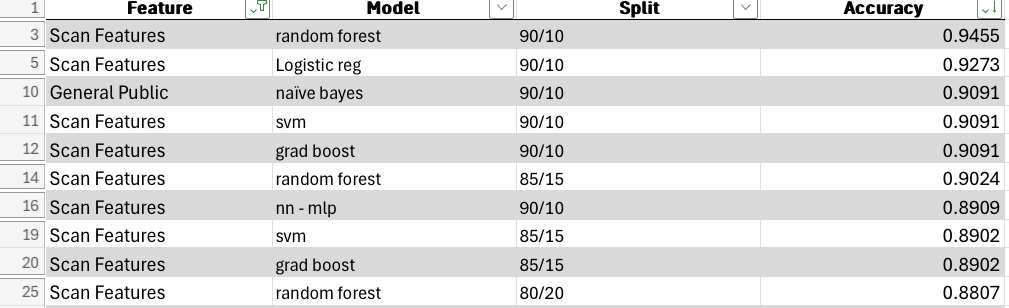 1 Feature Model Split Accuracy
3 Scan Features random forest 90/10 0.9455
5 Scan Features Logistic reg 90/10 0.9273
10 General Public naïve bayes 90/10 0.9091
11 Scan Features svm 90/10 0.9091
12 Scan Features grad boost 90/10 0.9091
14 Scan Features random forest 85/15 0.9024
16 Scan Features nn - mlp 90/10 0.8909
19 Scan Features svm 85/15 0.8902
20 Scan Features grad boost 85/15 0.8902
25 Scan Features random forest 80/20 0.8807